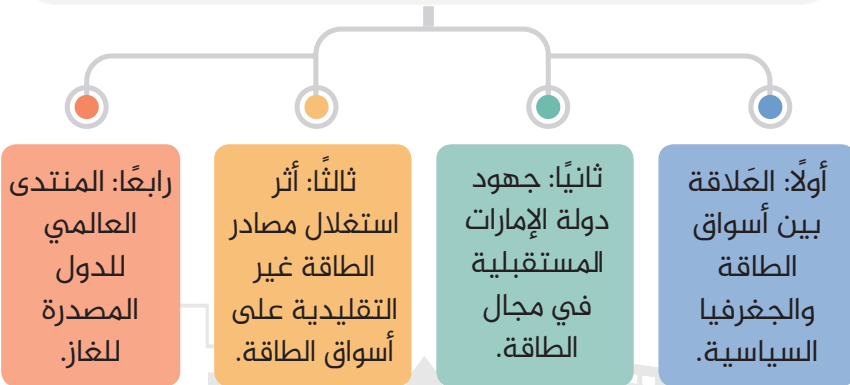 أولًا: العَلاقة
بين أسواق
الطاقة
والجغرفيا
السياسية.
ثانيًا: جهود
دولة الإمارات
المستقبلية
في مجال
الطاقة.
ثالثًا: أثر
استغلال مصادر
الطاقة غير
التقليدية على
أسواق الطاقة.
رابعًا: المنتدى
العالمي
للدول
المصدرة
للغاز.